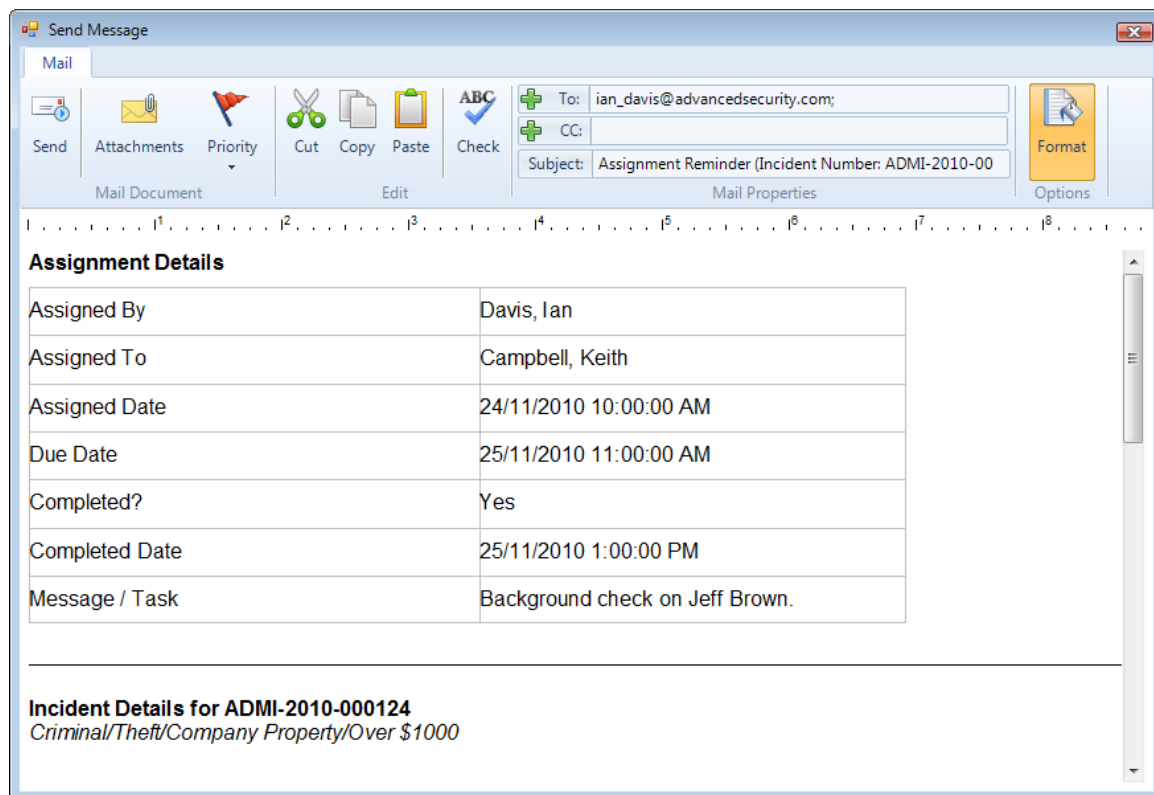 Send Message
Mail
Send
Attachments
Priority
Cut
Copy
Paste
ABC
Check
To: ian_davis@advancedsecurity.com;
CC:
Subject: Assignment Reminder (Incident Number: ADMI-2010-00
Format
Mail Document
Edit
Mail Properties
Options
1 2 3 4 5 6 7 8
Assignment Details
Assigned By Davis, Ian
Assigned To Campbell, Keith
Assigned Date 24/11/2010 10:00:00 AM
Due Date 25/11/2010 11:00:00 AM
Completed? Yes
Completed Date 25/11/2010 1:00:00 PM
Message / Task Background check on Jeff Brown.
Incident Details for ADMI-2010-000124
Criminal/Theft/Company Property/Over $1000